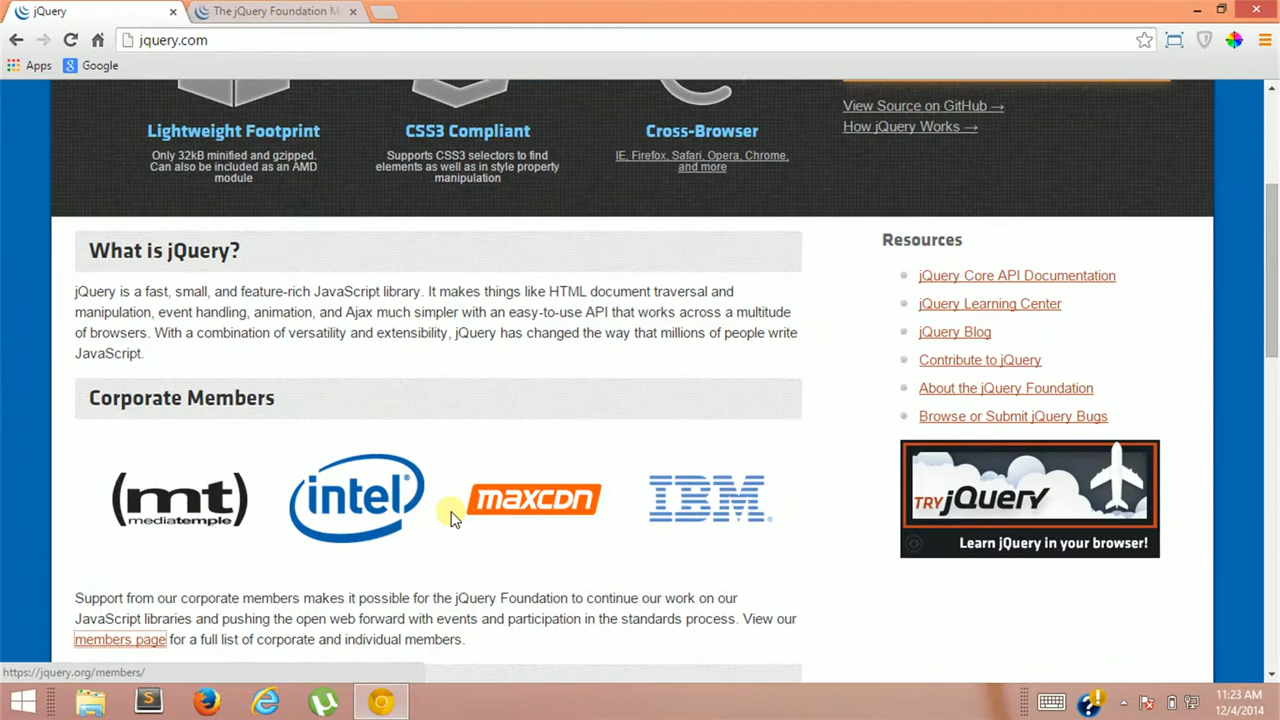 jQuery
The jQuery Foundation M
jquery.com
Apps
Google
Lightweight Footprint
Only 32kB minified and gzipped.
Can also be included as an AMD
module
CSS3 Compliant
Supports CSS3 selectors to find
elements as well as in style property
manipulation
Cross-Browser
IE, Firefox, Safari, Opera, Chrome,
and more
View Source on GitHub →
How jQuery Works →
What is jQuery?
jQuery is a fast, small, and feature-rich JavaScript library. It makes things like HTML document traversal and
manipulation, event handling, animation, and Ajax much simpler with an easy-to-use API that works across a multitude
of browsers. With a combination of versatility and extensibility, jQuery has changed the way that millions of people write
JavaScript.
Corporate Members
(mt)
mediatemple
intel®
maxcdn
IBM®
Support from our corporate members makes it possible for the jQuery Foundation to continue our work on our
JavaScript libraries and pushing the open web forward with events and participation in the standards process. View our
members page for a full list of corporate and individual members.
Resources
jQuery Core API Documentation
jQuery Learning Center
jQuery Blog
Contribute to jQuery
About the jQuery Foundation
Browse or Submit jQuery Bugs
TRY jQuery
Learn jQuery in your browser!
https://jquery.org/members/
11:23 AM
12/4/2014